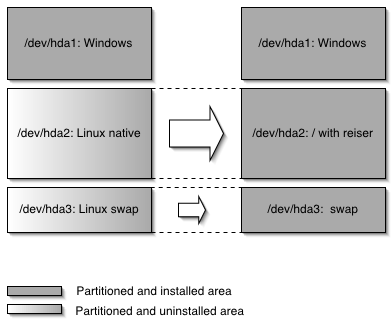 /dev/hda1: Windows
/dev/hda1: Windows
/dev/hda2: Linux native
/dev/hda2: / with reiser
/dev/hda3: Linux swap
/dev/hda3:  swap
Partitioned and installed area
Partitioned and uninstalled area